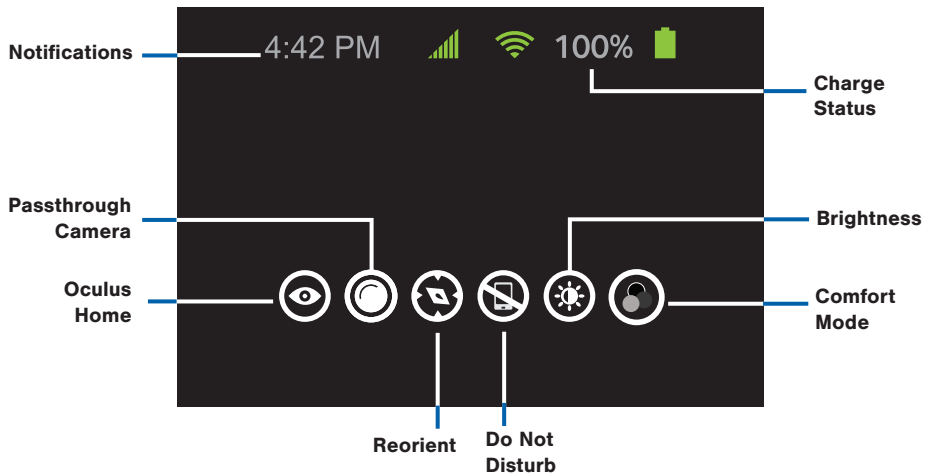 Notifications
4:42 PM
100%
Charge
Status
Passthrough
Camera
Brightness
Oculus
Home
Comfort
Mode
Reorient
Do Not
Disturb